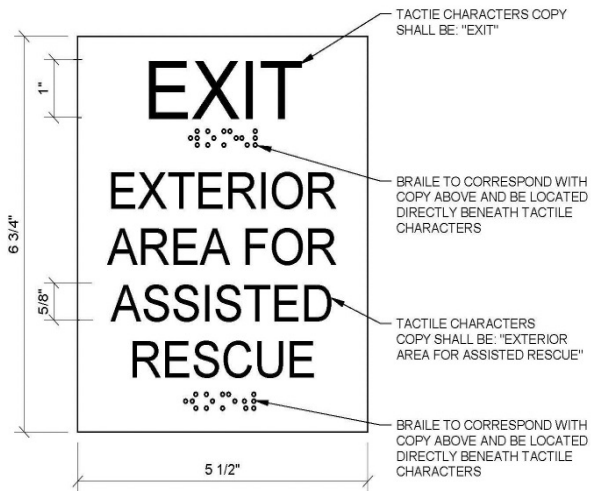 TACTIE CHARACTERS COPY
SHALL BE: "EXIT"
6 3/4"
1"
EXIT
BRAILE TO CORRESPOND WITH
COPY ABOVE AND BE LOCATED
DIRECTLY BENEATH TACTILE
CHARACTERS
EXTERIOR
AREA FOR
ASSISTED
RESCUE
5/8"
TACTILE CHARACTERS
COPY SHALL BE: "EXTERIOR
AREA FOR ASSISTED RESCUE"
BRAILE TO CORRESPOND WITH
COPY ABOVE AND BE LOCATED
DIRECTLY BENEATH TACTILE
CHARACTERS
5 1/2"